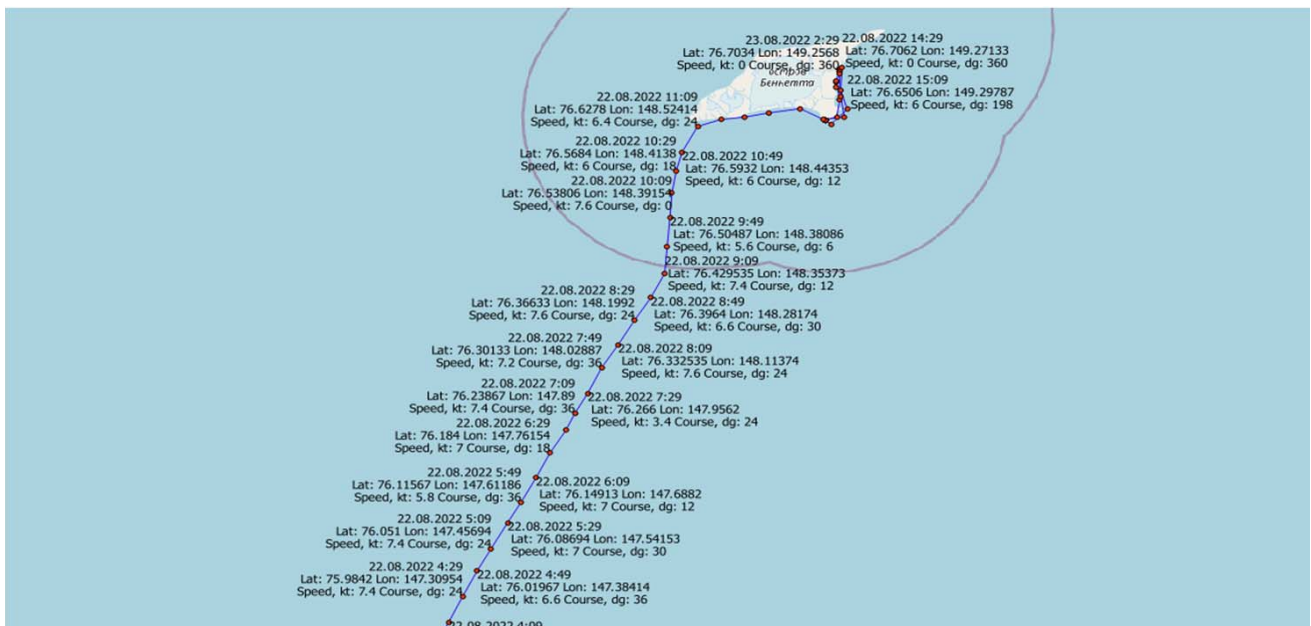 23.08.2022 2:29
Lat: 76.7034 Lon: 149.2568
Speed, kt: 0 Course, dg: 360
22.08.2022 14:29
Lat: 76.7062 Lon: 149.27133
Speed, kt: 0 Course, dg: 360
остров
Беннетта
22.08.2022 15:09
Lat: 76.6506 Lon: 149.29787
Speed, kt: 6 Course, dg: 198
22.08.2022 11:09
Lat: 76.6278 Lon: 148.52414
Speed, kt: 6.4 Course, dg: 24
22.08.2022 10:29
Lat: 76.5684 Lon: 148.4138
Speed, kt: 6 Course, dg: 18
22.08.2022 10:49
Lat: 76.5932 Lon: 148.44353
Speed, kt: 6 Course, dg: 12
22.08.2022 10:09
Lat: 76.53806 Lon: 148.39154
Speed, kt: 7.6 Course, dg: 0
22.08.2022 9:49
Lat: 76.50487 Lon: 148.38086
Speed, kt: 5.6 Course, dg: 6
22.08.2022 9:09
Lat: 76.429535 Lon: 148.35373
Speed, kt: 7.4 Course, dg: 12
22.08.2022 8:29
Lat: 76.36633 Lon: 148.1992
Speed, kt: 7.6 Course, dg: 24
22.08.2022 8:49
Lat: 76.3964 Lon: 148.28174
Speed, kt: 6.6 Course, dg: 30
22.08.2022 7:49
Lat: 76.30133 Lon: 148.02887
Speed, kt: 7.2 Course, dg: 36
22.08.2022 8:09
Lat: 76.332535 Lon: 148.11374
Speed, kt: 7.6 Course, dg: 24
22.08.2022 7:09
Lat: 76.23867 Lon: 147.89
Speed, kt: 7.4 Course, dg: 36
22.08.2022 7:29
Lat: 76.266 Lon: 147.9562
Speed, kt: 3.4 Course, dg: 24
22.08.2022 6:29
Lat: 76.184 Lon: 147.76154
Speed, kt: 7 Course, dg: 18
22.08.2022 5:49
Lat: 76.11567 Lon: 147.61186
Speed, kt: 5.8 Course, dg: 36
22.08.2022 6:09
Lat: 76.14913 Lon: 147.6882
Speed, kt: 7 Course, dg: 12
22.08.2022 5:09
Lat: 76.051 Lon: 147.45694
Speed, kt: 7.4 Course, dg: 24
22.08.2022 5:29
Lat: 76.08694 Lon: 147.54153
Speed, kt: 7 Course, dg: 30
22.08.2022 4:29
Lat: 75.9842 Lon: 147.30954
Speed, kt: 7.4 Course, dg: 24
22.08.2022 4:49
Lat: 76.01967 Lon: 147.38414
Speed, kt: 6.6 Course, dg: 36
22.08.2022 4:09